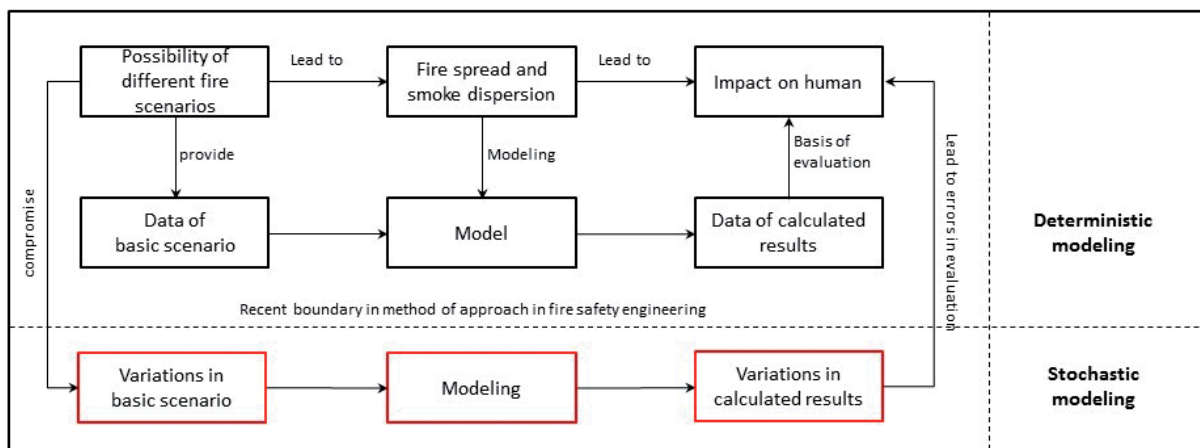 Possibility of
different fire
scenarios
Lead to
Fire spread and
smoke dispersion
Lead to
Impact on human
provide
Modeling
Basis of
evaluation
compromise
Lead to errors in evaluation
Data of
basic scenario
Model
Data of calculated
results
Deterministic
modeling
Recent boundary in method of approach in fire safety engineering
Variations in
basic scenario
Modeling
Variations in
calculated results
Stochastic
modeling